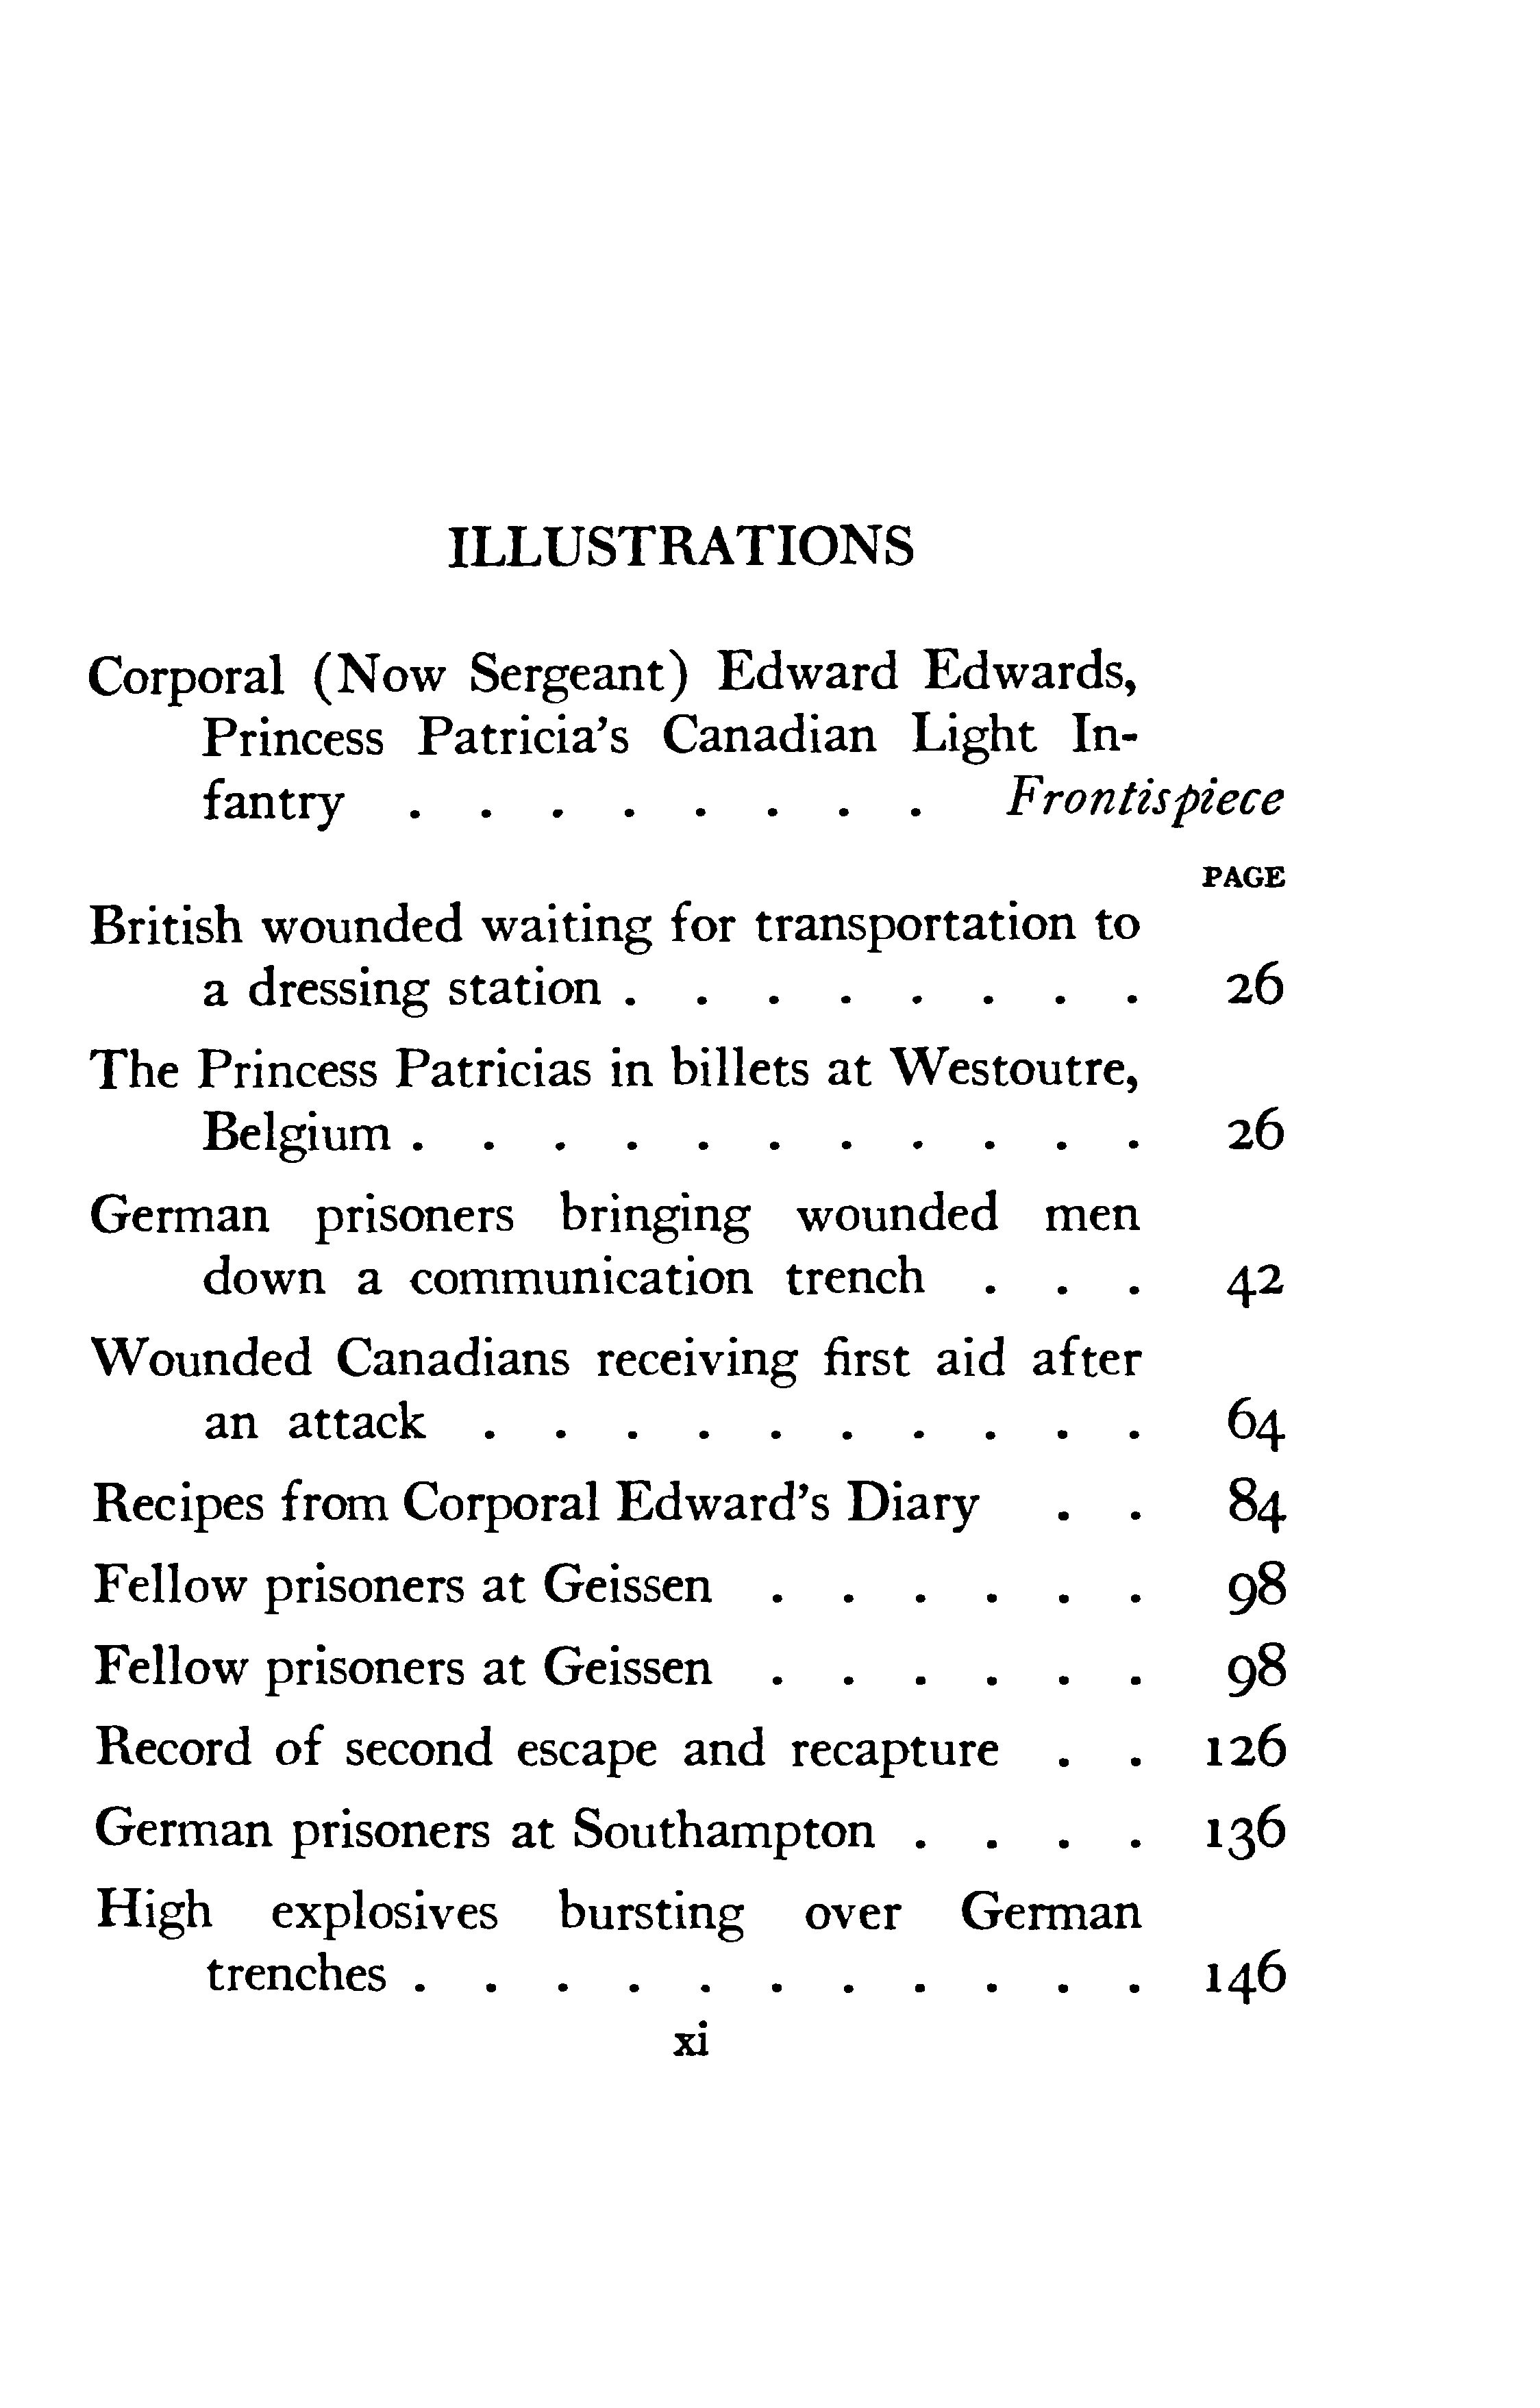 ILLUSTRATIONS
Corporal (Now Sergeant) Edward Edwards,
Princess Patricia's Canadian Light In-
fantry . . . . . . . . Frontispiece
PAGE
British wounded waiting for transportation to
a dressing station . . . . . . . . 26
The Princess Patricias in billets at Westoutre,
Belgium . . . . . . . . . . . 26
German prisoners bringing wounded men
down a communication trench . . . 42
Wounded Canadians receiving first aid after
an attack . . . . . . . . . . 64
Recipes from Corporal Edward's Diary . . 84
Fellow prisoners at Geissen . . . . . . 98
Fellow prisoners at Geissen . . . . . . 98
Record of second escape and recapture . . 126
German prisoners at Southampton . . . . 136
High explosives bursting over German
trenches . . . . . . . . . . . 146
xi